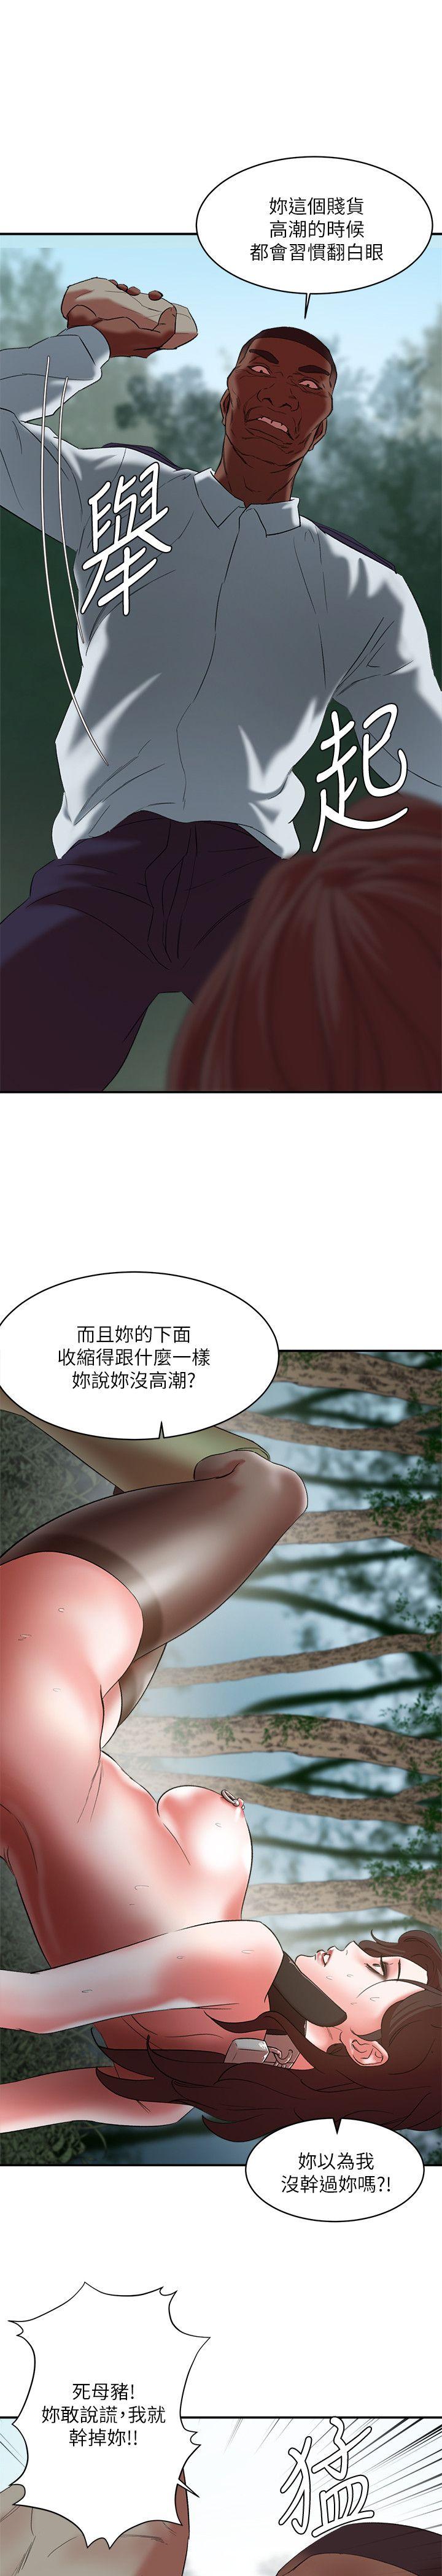 妳這個賤貨
高潮的時候
都會習慣翻白眼
舉
起
而且妳的下面
收縮得跟什麼一樣
妳說妳沒高潮?
妳以為我
沒幹過妳嗎?!
死母豬!
妳敢說謊,我就
幹掉妳!!
猛